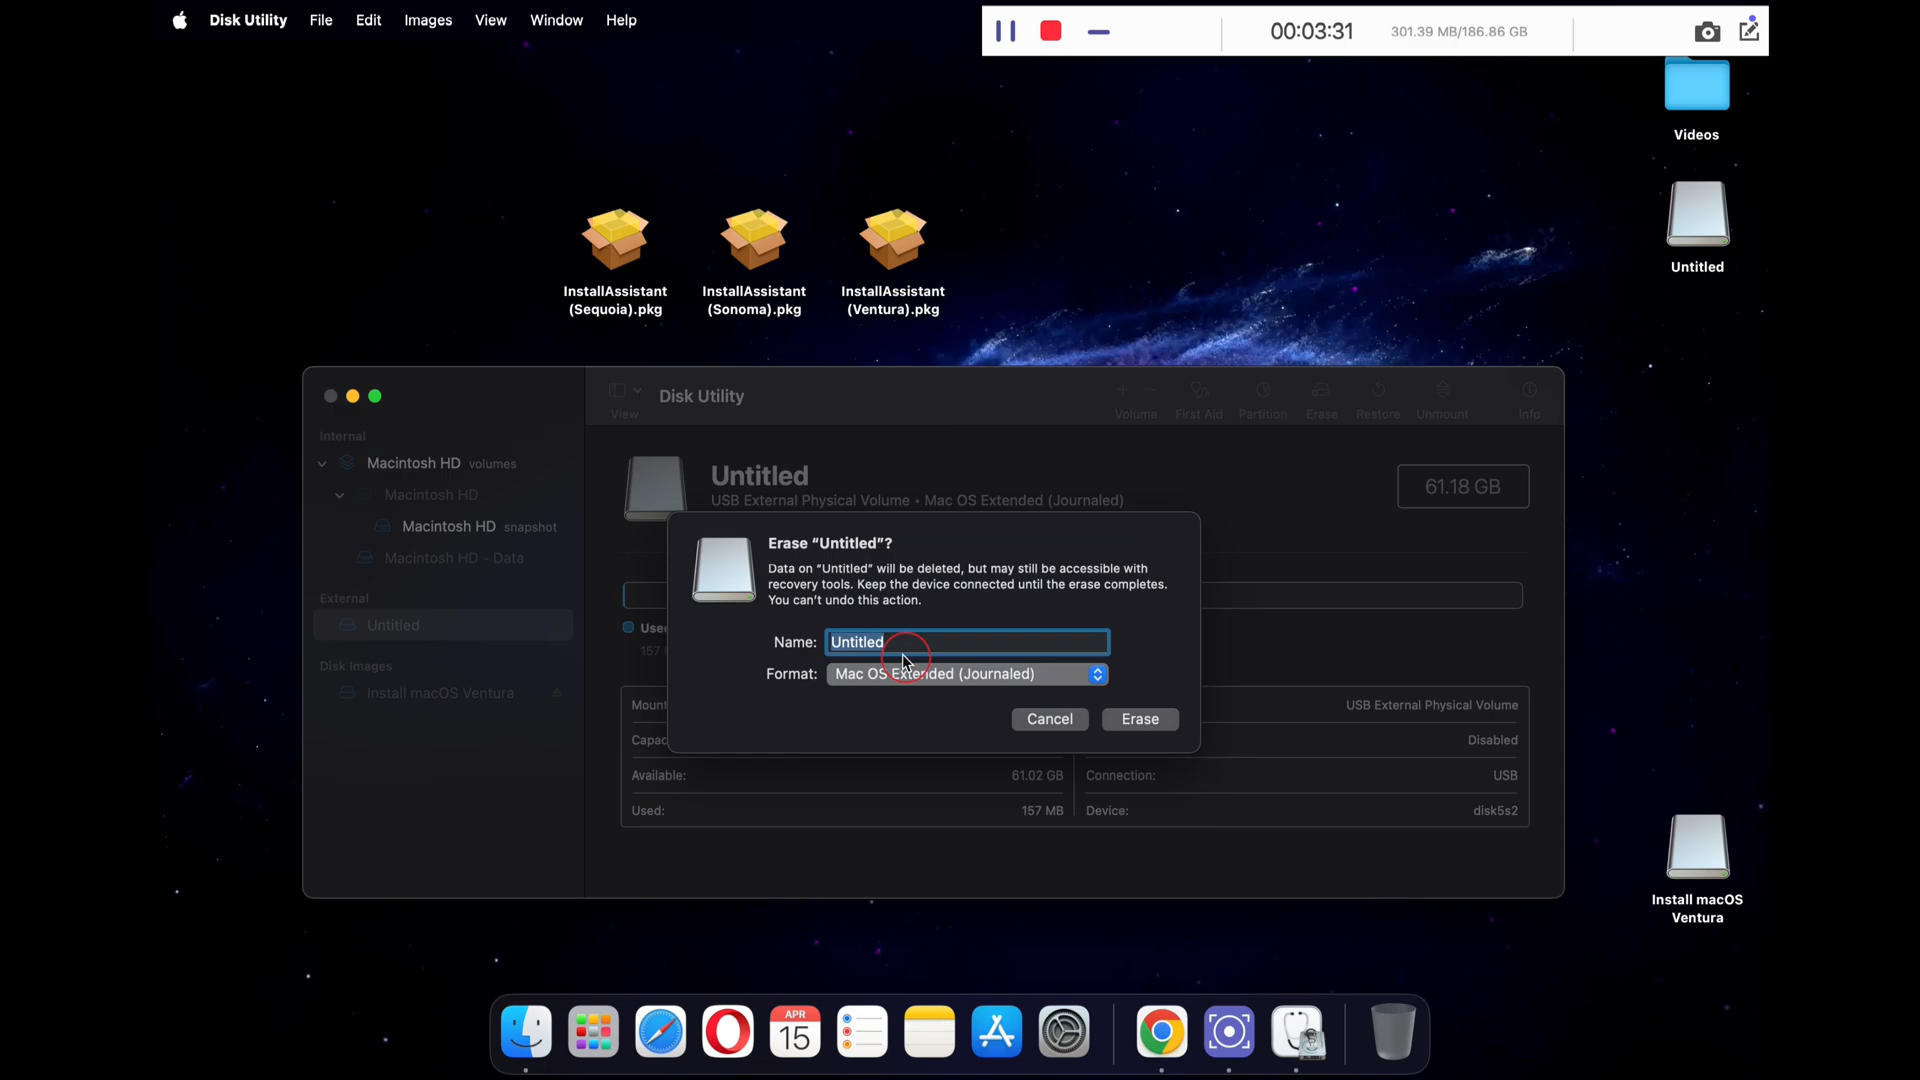 Disk Utility File Edit Images View Window Help
00:03:31 301.39 MB/186.86 GB
Videos
Untitled
InstallAssistant
(Sequoia).pkg
InstallAssistant
(Sonoma).pkg
InstallAssistant
(Ventura).pkg
View
Disk Utility
Volume First Aid Partition Erase Restore Unmount Info
Internal
Macintosh HD volumes
Macintosh HD
Macintosh HD snapshot
Macintosh HD - Data
External
Untitled
Disk Images
Install macOS Ventura
Untitled
USB External Physical Volume • Mac OS Extended (Journaled)
61.18 GB
Erase “Untitled”?
Data on “Untitled” will be deleted, but may still be accessible with
recovery tools. Keep the device connected until the erase completes.
You can’t undo this action.
Name: Untitled
Format: Mac OS Extended (Journaled)
Cancel Erase
Use
157
Moun
USB External Physical Volume
Capac
Disabled
Available: 61.02 GB
Connection: USB
Used: 157 MB
Device: disk5s2
Install macOS
Ventura
APR
15